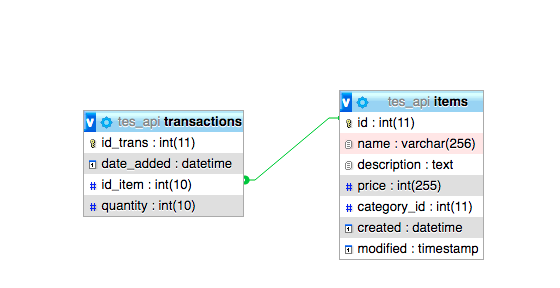 tes_api transactions
id_trans : int(11)
date_added : datetime
id_item : int(10)
quantity : int(10)
tes_api items
id : int(11)
name : varchar(256)
description : text
price : int(255)
category_id : int(11)
created : datetime
modified : timestamp